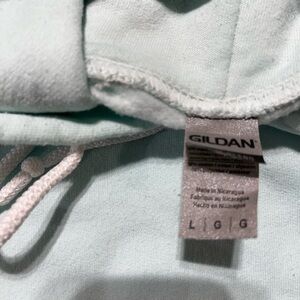 GILDAN
Made in Nicaragua
Fabriqué au Nicaragua
Hecho en Nicaragua
L G G